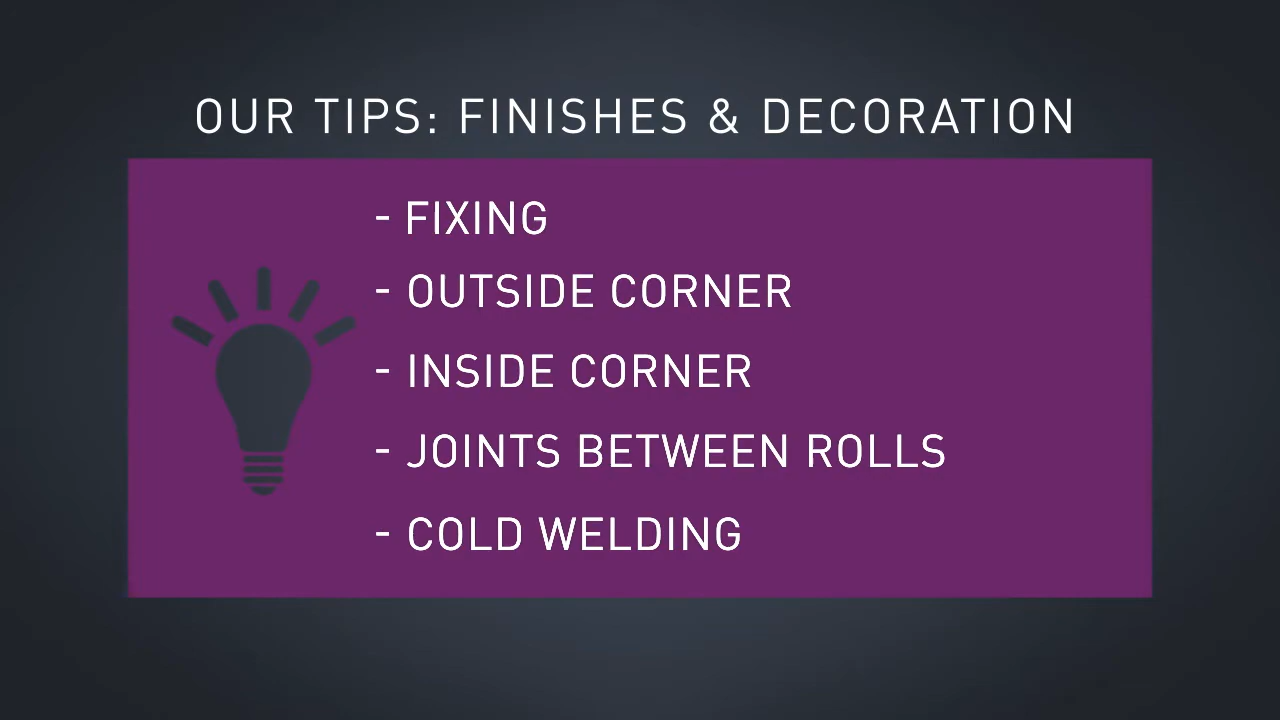 OUR TIPS: FINISHES & DECORATION
- FIXING
- OUTSIDE CORNER
- INSIDE CORNER
- JOINTS BETWEEN ROLLS
- COLD WELDING